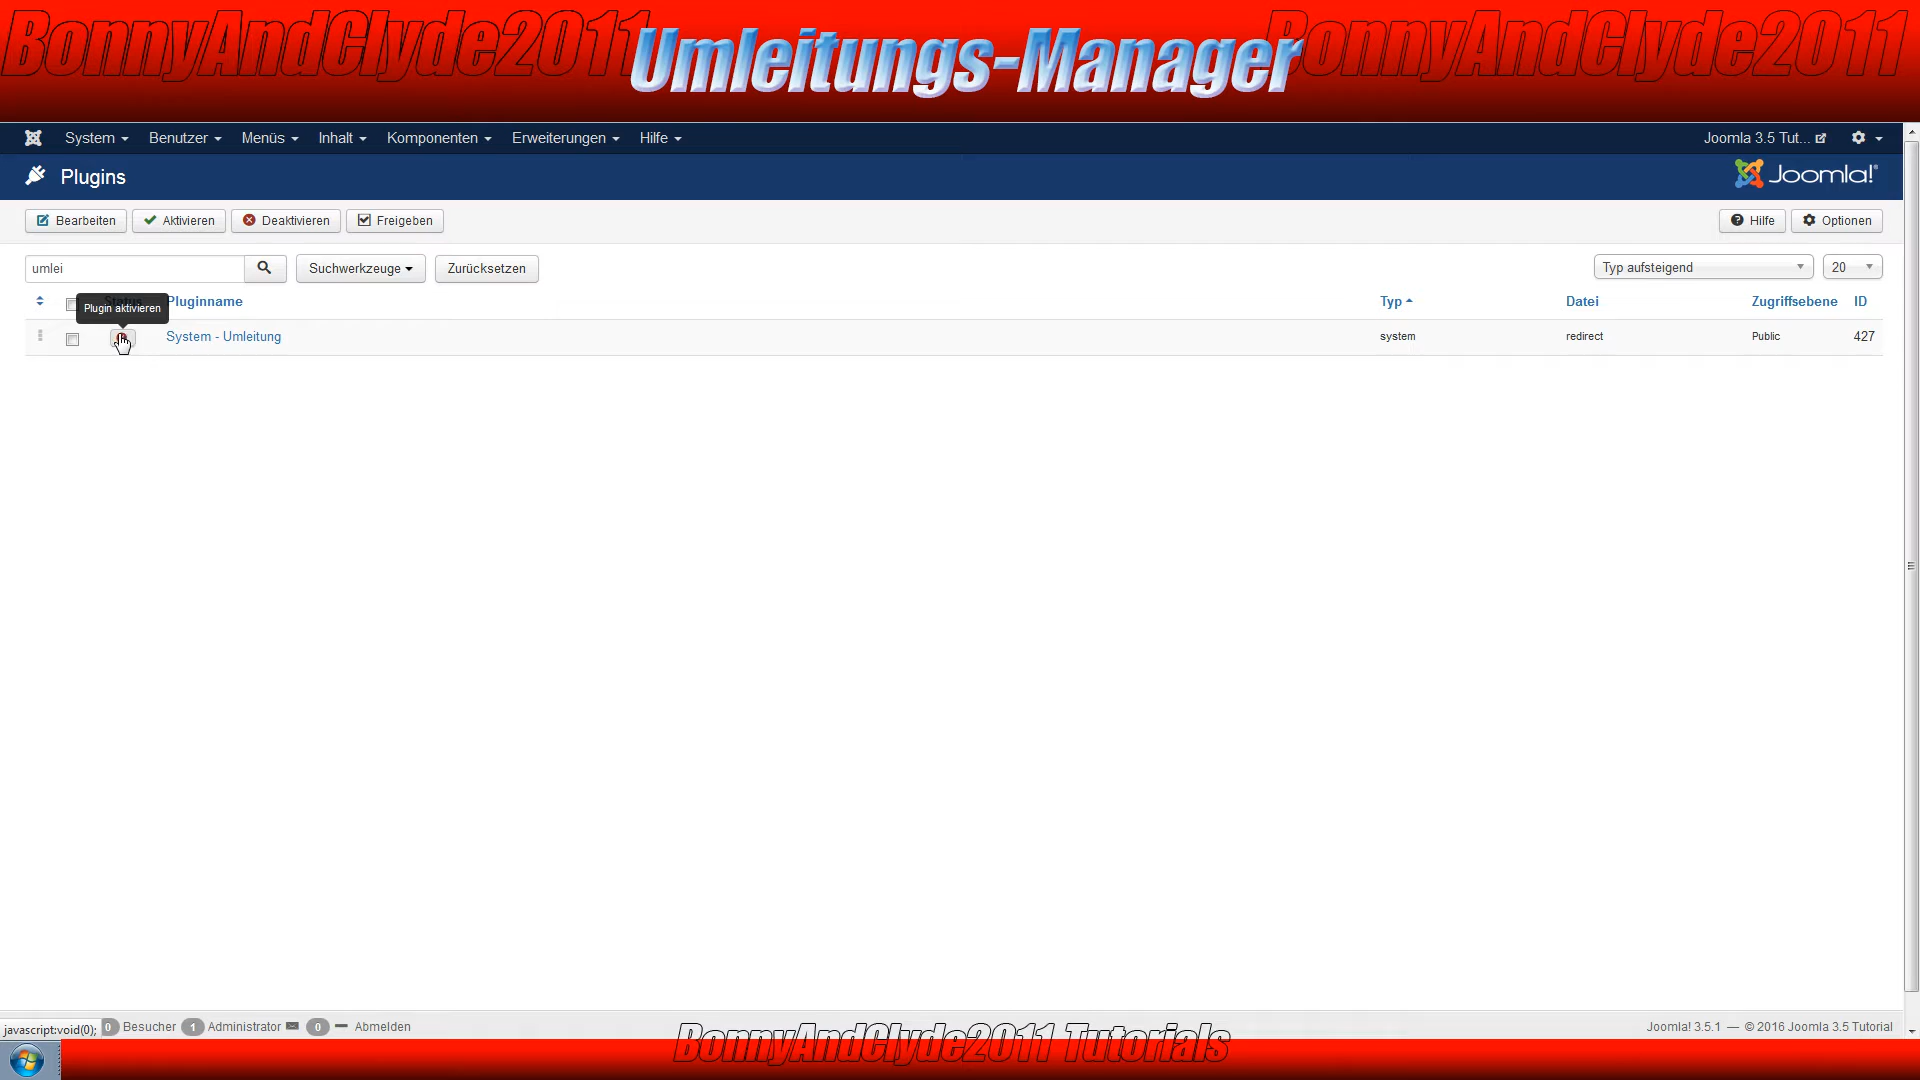 BonnyAndClyde2011 Umleitungs-Manager BonnyAndClyde2011
System Benutzer Menüs Inhalt Komponenten Erweiterungen Hilfe Joomla 3.5 Tut...
Plugins Joomla!
Bearbeiten Aktivieren Deaktivieren Freigeben Hilfe Optionen
umlei Suchwerkzeuge Zurücksetzen Typ aufsteigend 20
Status Pluginname Typ Datei Zugriffsebene ID
Plugin aktivieren
System - Umleitung system redirect Public 427
javascript:void(0); 0 Besucher 1 Administrator 0 Abmelden Joomla! 3.5.1 — © 2016 Joomla 3.5 Tutorial
BonnyAndClyde2011 Tutorials